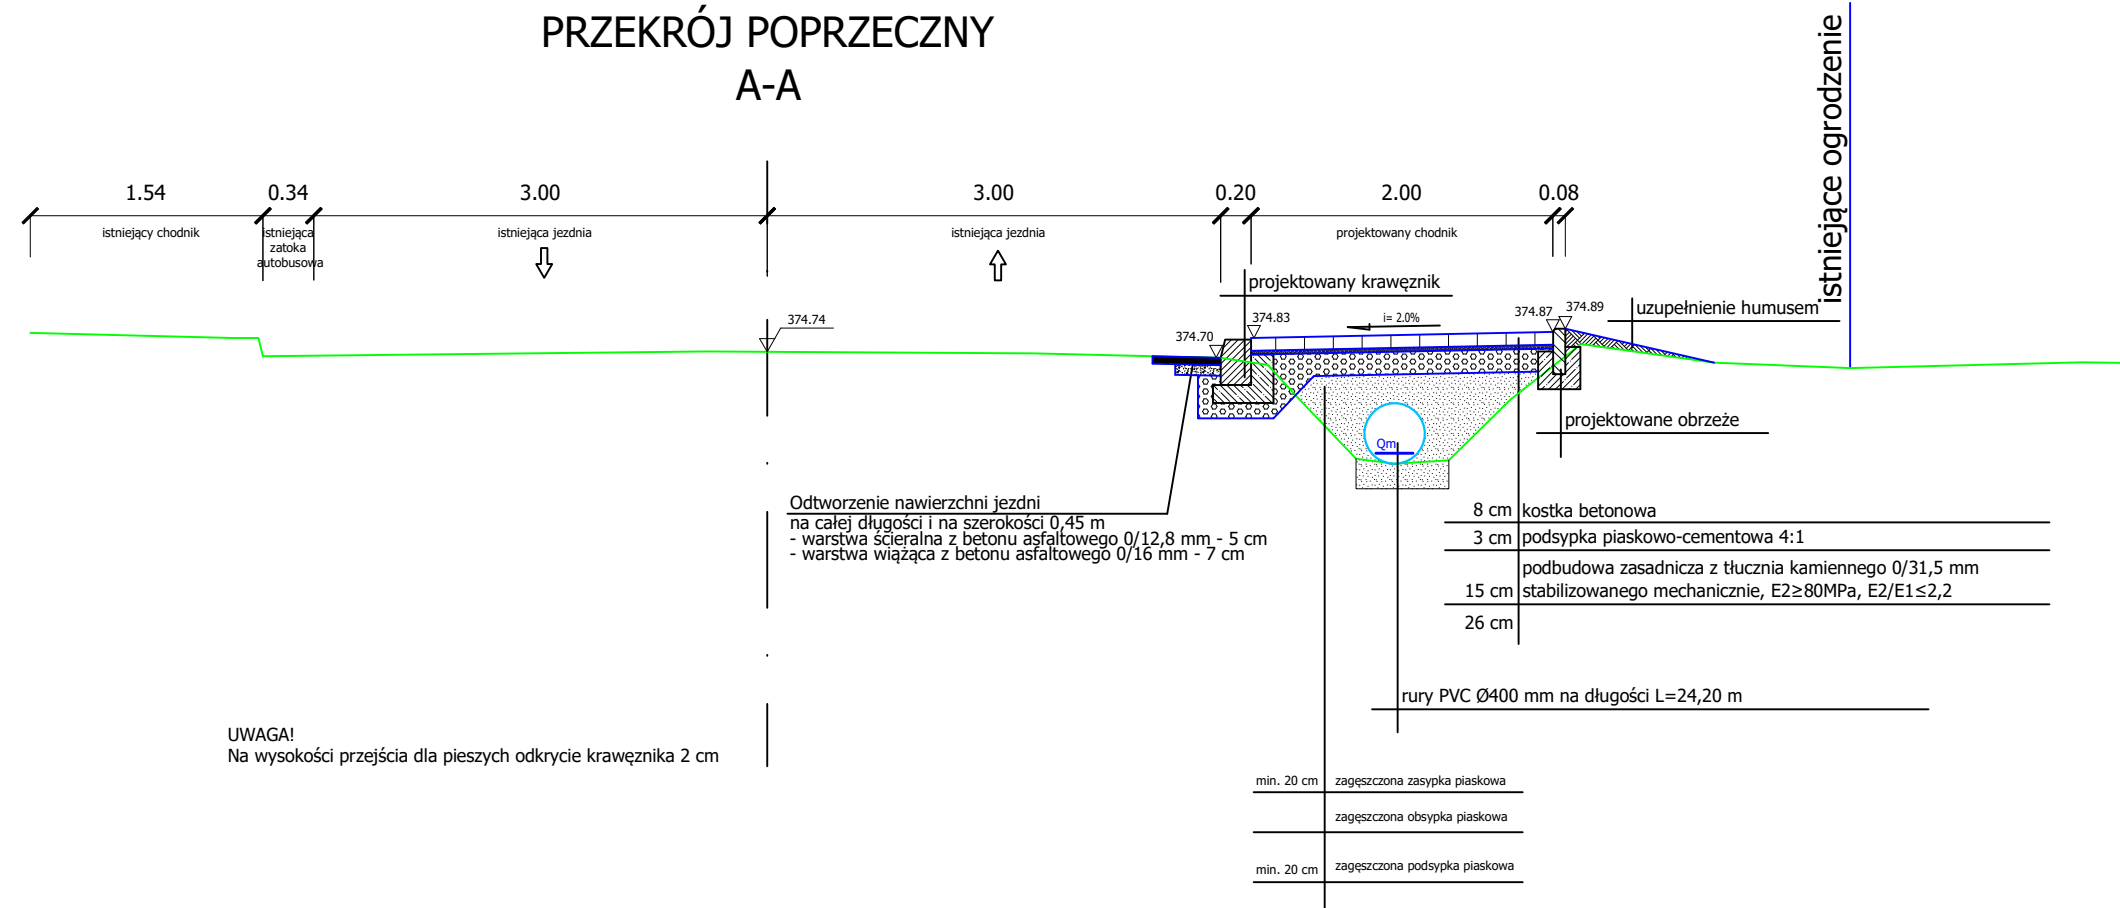 PRZEKRÓJ POPRZECZNY
A-A
istniejące ogrodzenie
1.54
0.34
3.00
3.00
0.20
2.00
0.08
istniejący chodnik
istniejąca
zatoka
autobusowa
istniejąca jezdnia
istniejąca jezdnia
projektowany chodnik
projektowany krawęznik
374.74
374.70
374.83
i= 2.0%
374.87
374.89
uzupełnienie humusem
Qm
projektowane obrzeże
Odtworzenie nawierzchni jezdni
na całej długości i na szerokości 0,45 m
- warstwa ścieralna z betonu asfaltowego 0/12,8 mm - 5 cm
- warstwa wiążąca z betonu asfaltowego 0/16 mm - 7 cm
8 cm kostka betonowa
3 cm podsypka piaskowo-cementowa 4:1
podbudowa zasadnicza z tłucznia kamiennego 0/31,5 mm
15 cm stabilizowanego mechanicznie, E2≥80MPa, E2/E1≤2,2
26 cm
rury PVC Ø400 mm na długości L=24,20 m
UWAGA!
Na wysokości przejścia dla pieszych odkrycie krawęznika 2 cm
min. 20 cm zagęszczona zasypka piaskowa
zagęszczona obsypka piaskowa
min. 20 cm zagęszczona podsypka piaskowa